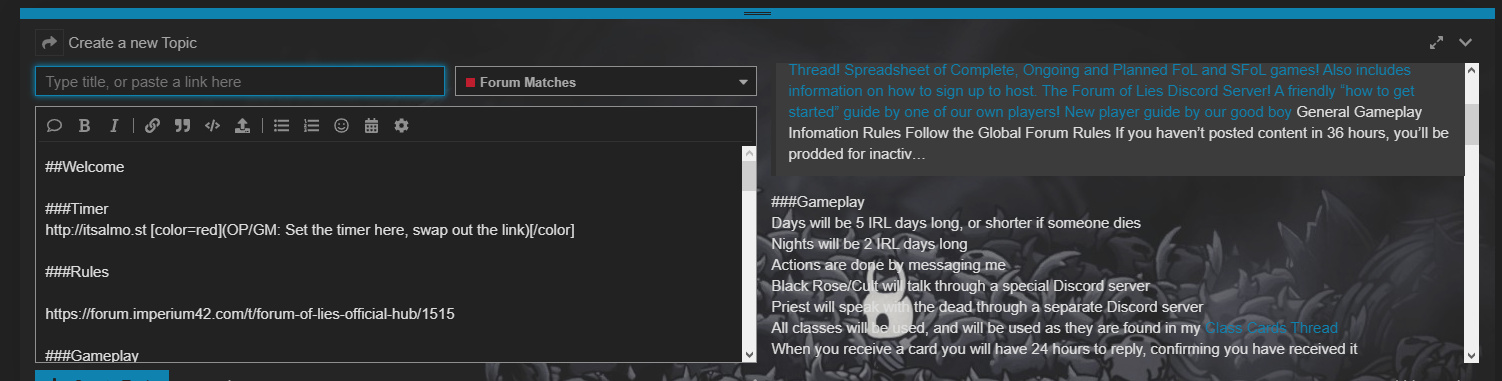 Create a new Topic
Type title, or paste a link here
Forum Matches
##Welcome
###Timer
http://itsalmo.st [color=red](OP/GM: Set the timer here, swap out the link)[/color]
###Rules
https://forum.imperium42.com/t/forum-of-lies-official-hub/1515
###Gameplay
Thread! Spreadsheet of Complete, Ongoing and Planned FoL and SFoL games! Also includes
information on how to sign up to host. The Forum of Lies Discord Server! A friendly “how to get
started” guide by one of our own players! New player guide by our good boy General Gameplay
Infomation Rules Follow the Global Forum Rules If you haven’t posted content in 36 hours, you’ll be
prodded for inactiv…
###Gameplay
Days will be 5 IRL days long, or shorter if someone dies
Nights will be 2 IRL days long
Actions are done by messaging me
Black Rose/Cult will talk through a special Discord server
Priest will speak with the dead through a separate Discord server
All classes will be used, and will be used as they are found in my Class Cards Thread
When you receive a card you will have 24 hours to reply, confirming you have received it